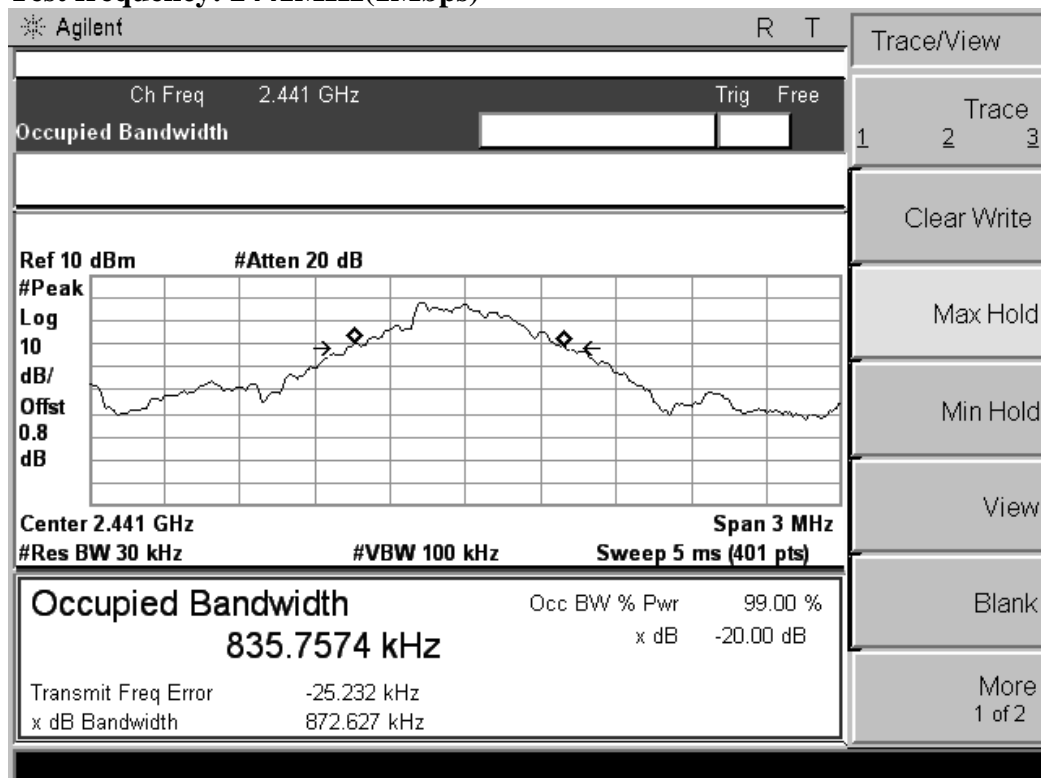 Test frequency: 2441MHz(1Mbps)
Agilent R T
Trace/View
Ch Freq 2.441 GHz Trig Free
Occupied Bandwidth
Trace
1 2 3
Clear Write
Ref 10 dBm #Atten 20 dB
#Peak
Log
10
dB/
Offst
0.8
dB
Max Hold
Min Hold
View
Center 2.441 GHz Span 3 MHz
#Res BW 30 kHz #VBW 100 kHz Sweep 5 ms (401 pts)
Occupied Bandwidth
835.7574 kHz
Occ BW % Pwr 99.00 %
x dB -20.00 dB
Transmit Freq Error -25.232 kHz
x dB Bandwidth 872.627 kHz
Blank
More
1 of 2